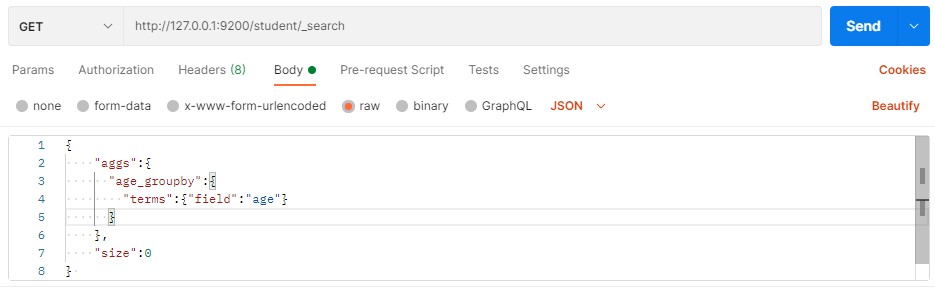 GET http://127.0.0.1:9200/student/_search Send
Params Authorization Headers (8) Body Pre-request Script Tests Settings Cookies
none form-data x-www-form-urlencoded raw binary GraphQL JSON Beautify
1 {
2 "aggs":{
3 "age_groupby":{
4 "terms":{"field":"age"}
5 }
6 },
7 "size":0
8 }